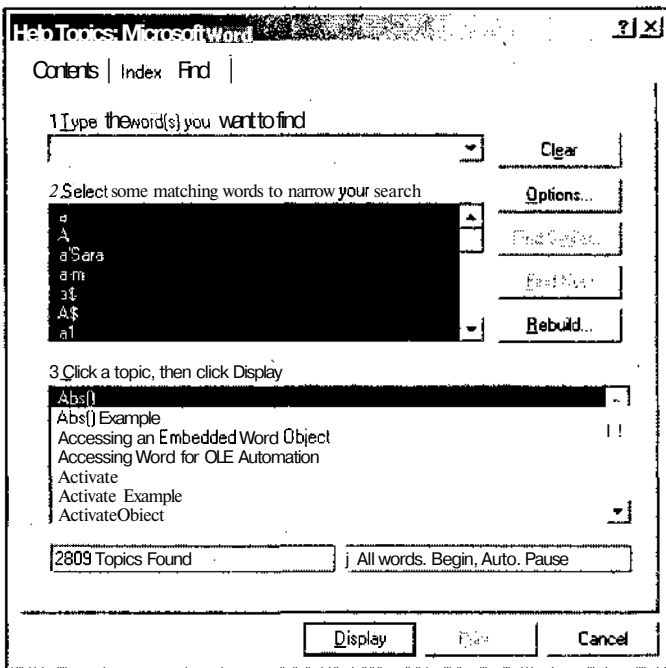 Help Topics: Microsoft Word
Contents Index Find
1 Type the word(s) you want to find
Clear
2 Select some matching words to narrow your search
Options...
a
A
a'Sara
a-m
a$
A$
a1
Find Now
Rebuild...
3 Click a topic, then click Display
Abs()
Abs() Example
Accessing an Embedded Word Object
Accessing Word for OLE Automation
Activate
Activate Example
ActivateObject
2809 Topics Found
All words. Begin, Auto. Pause
Display
Cancel